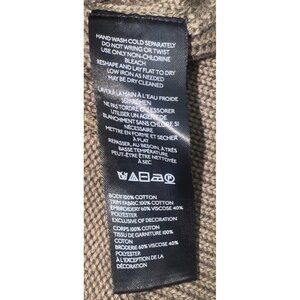 HAND WASH COLD SEPARATELY
DO NOT WRING OR TWIST
USE ONLY NON-CHLORINE
BLEACH
RESHAPE AND LAY FLAT TO DRY
LOW IRON AS NEEDED
MAY BE DRY CLEANED
LAVER À LA MAIN À L'EAU FROIDE
SÉPARÉMENT
NE PAS TORDRE OU ESSORER
N'UTILISER UN AGENT DE
BLANCHIMENT SANS CHLORE SI
NÉCESSAIRE
METTRE EN FORME ET SÉCHER
À PLAT
REPASSER, AU BESOIN, À TRÈS
BASSE TEMPÉRATURE
PEUT-ÊTRE NETTOYÉ
À SEC
BODY 100% COTTON
TRIM FABRIC 100% COTTON
EMBROIDERY 60% VISCOSE 40%
POLYESTER
EXCLUSIVE OF DECORATION
CORPS 100% COTON
TISSU DE GARNITURE 100%
COTON
BRODERIE 60% VISCOSE 40%
POLYESTER
À L'EXCEPTION DE LA
DÉCORATION